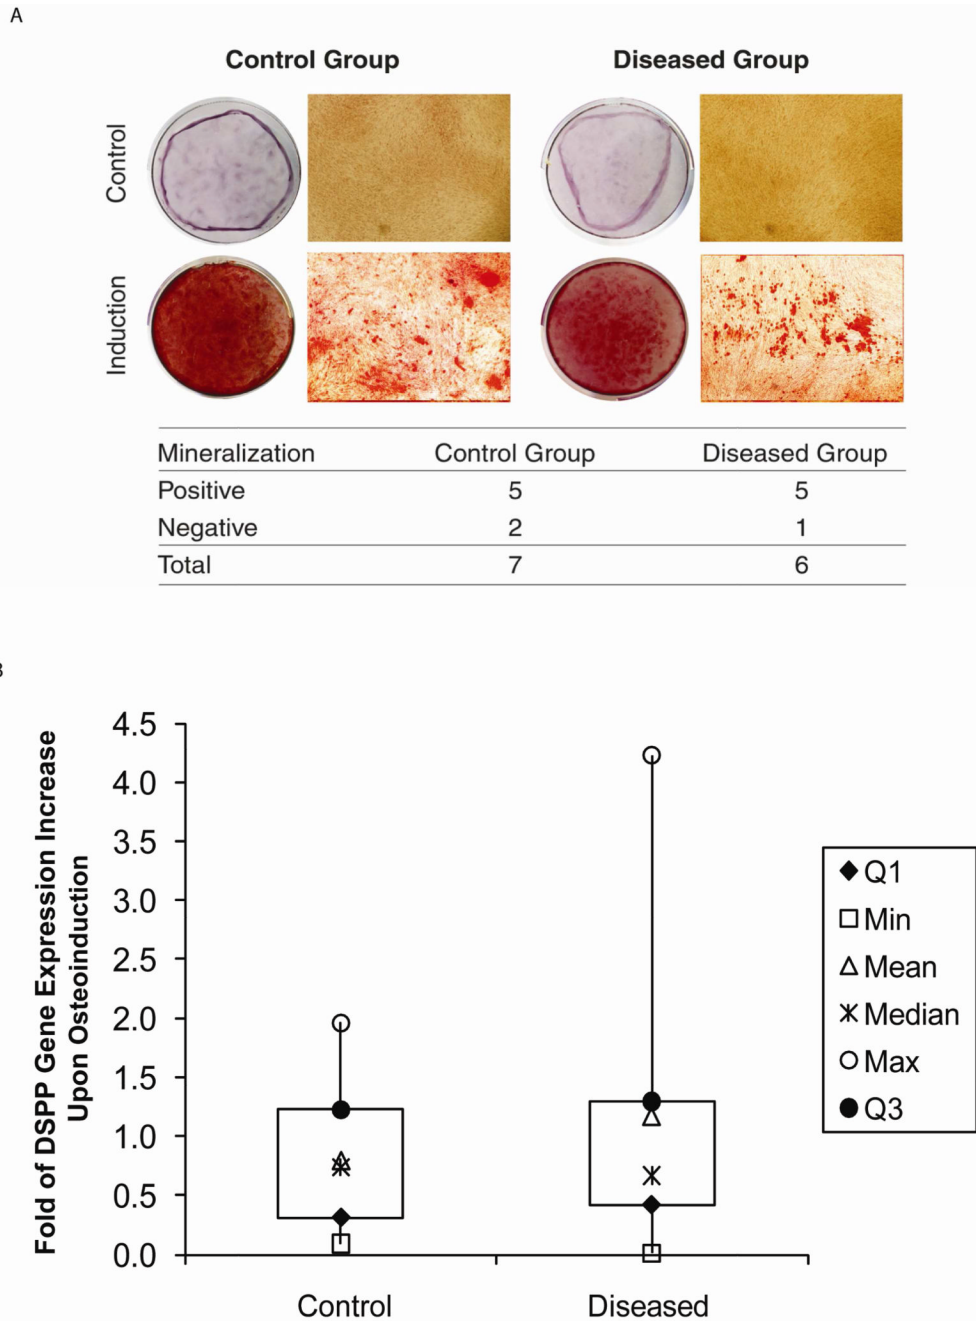 A
Control Group Diseased Group
Control
Induction
Mineralization Control Group Diseased Group
Positive 5 5
Negative 2 1
Total 7 6
Fold of DSPP Gene Expression Increase
Upon Osteoinduction
4.5
4.0
3.5
3.0
2.5
2.0
1.5
1.0
0.5
0.0
Control Diseased
Q1
Min
Mean
Median
Max
Q3